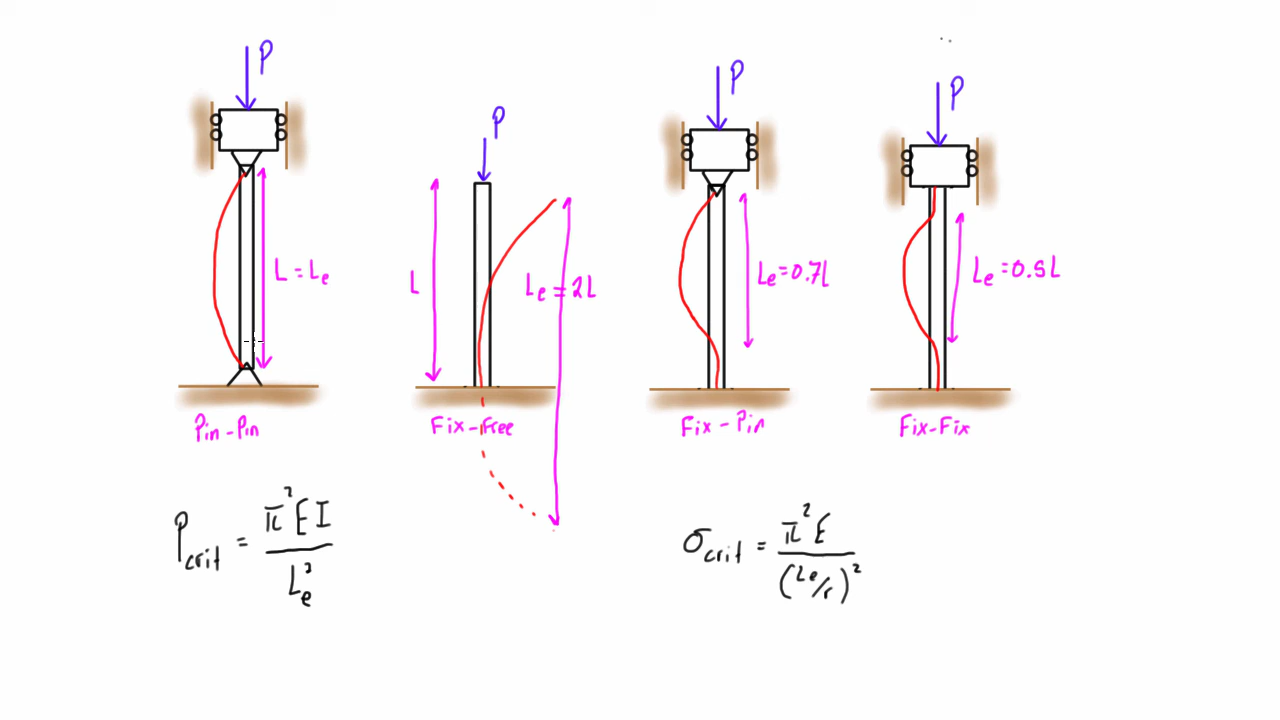 P
P
P
P
L = Le
L
Le = 2L
Le = 0.7L
Le = 0.5L
Pin-Pin
Fix-Free
Fix-Pin
Fix-Fix
Pcrit = π²EI / Le²
σcrit = π²E / (Le/r)²